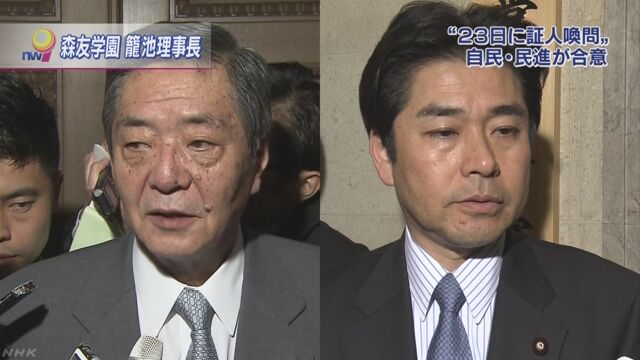 nw9
森友学園 籠池理事長
“23日に証人喚問„
自民・民進が合意
NHK